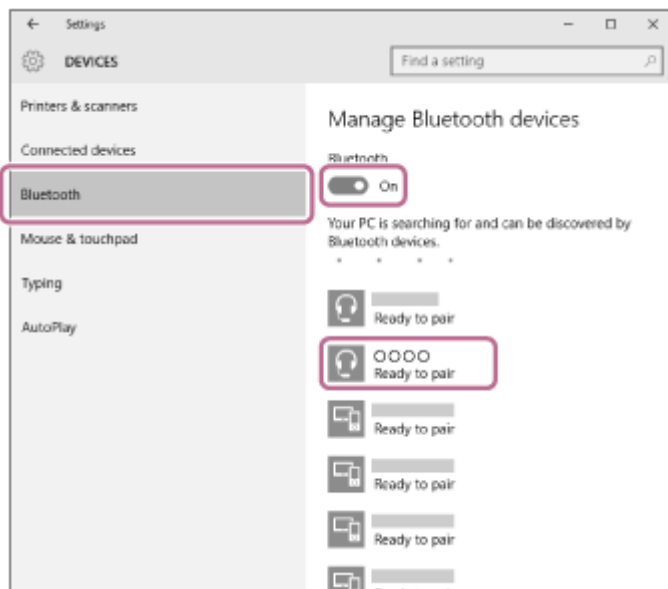 Settings
DEVICES
Find a setting
Printers & scanners
Connected devices
Bluetooth
Mouse & touchpad
Typing
AutoPlay
Manage Bluetooth devices
Bluetooth
On
Your PC is searching for and can be discovered by
Bluetooth devices.
Ready to pair
OOOO
Ready to pair
Ready to pair
Ready to pair
Ready to pair